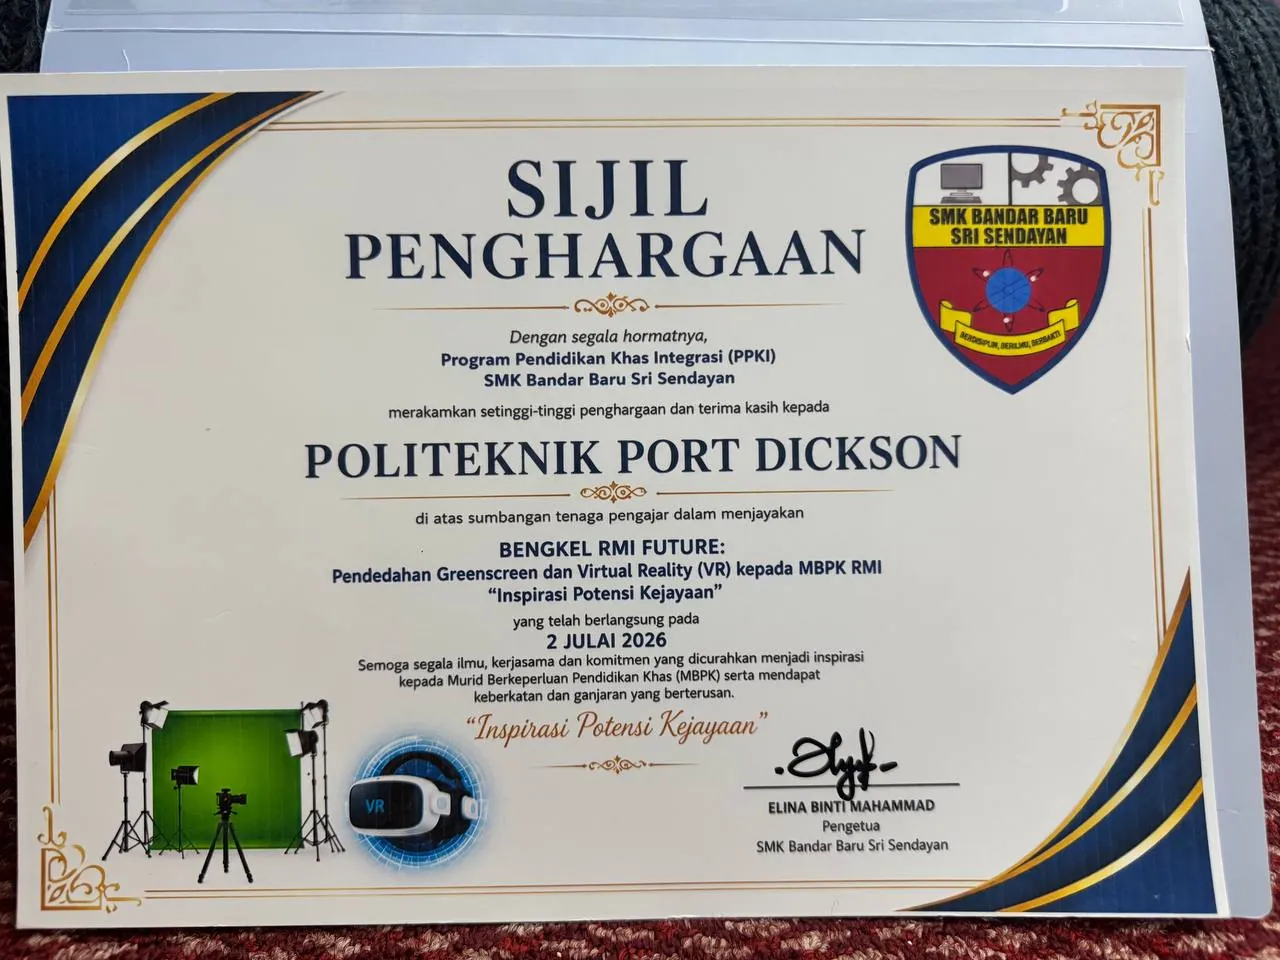 SIJIL
PENGHARGAAN
SMK BANDAR BARU
SRI SENDAYAN
BERDISIPLIN, BERILMU, BERBAKTI
Dengan segala hormatnya,
Program Pendidikan Khas Integrasi (PPKI)
SMK Bandar Baru Sri Sendayan
merakamkan setinggi-tinggi penghargaan dan terima kasih kepada
POLITEKNIK PORT DICKSON
di atas sumbangan tenaga pengajar dalam menjayakan
BENGKEL RMI FUTURE:
Pendedahan Greenscreen dan Virtual Reality (VR) kepada MBPK RMI
“Inspirasi Potensi Kejayaan”
yang telah berlangsung pada
2 JULAI 2026
Semoga segala ilmu, kerjasama dan komitmen yang dicurahkan menjadi inspirasi
kepada Murid Berkeperluan Pendidikan Khas (MBPK) serta mendapat
keberkatan dan ganjaran yang berterusan.
“Inspirasi Potensi Kejayaan”
VR
ELINA BINTI MAHAMMAD
Pengetua
SMK Bandar Baru Sri Sendayan